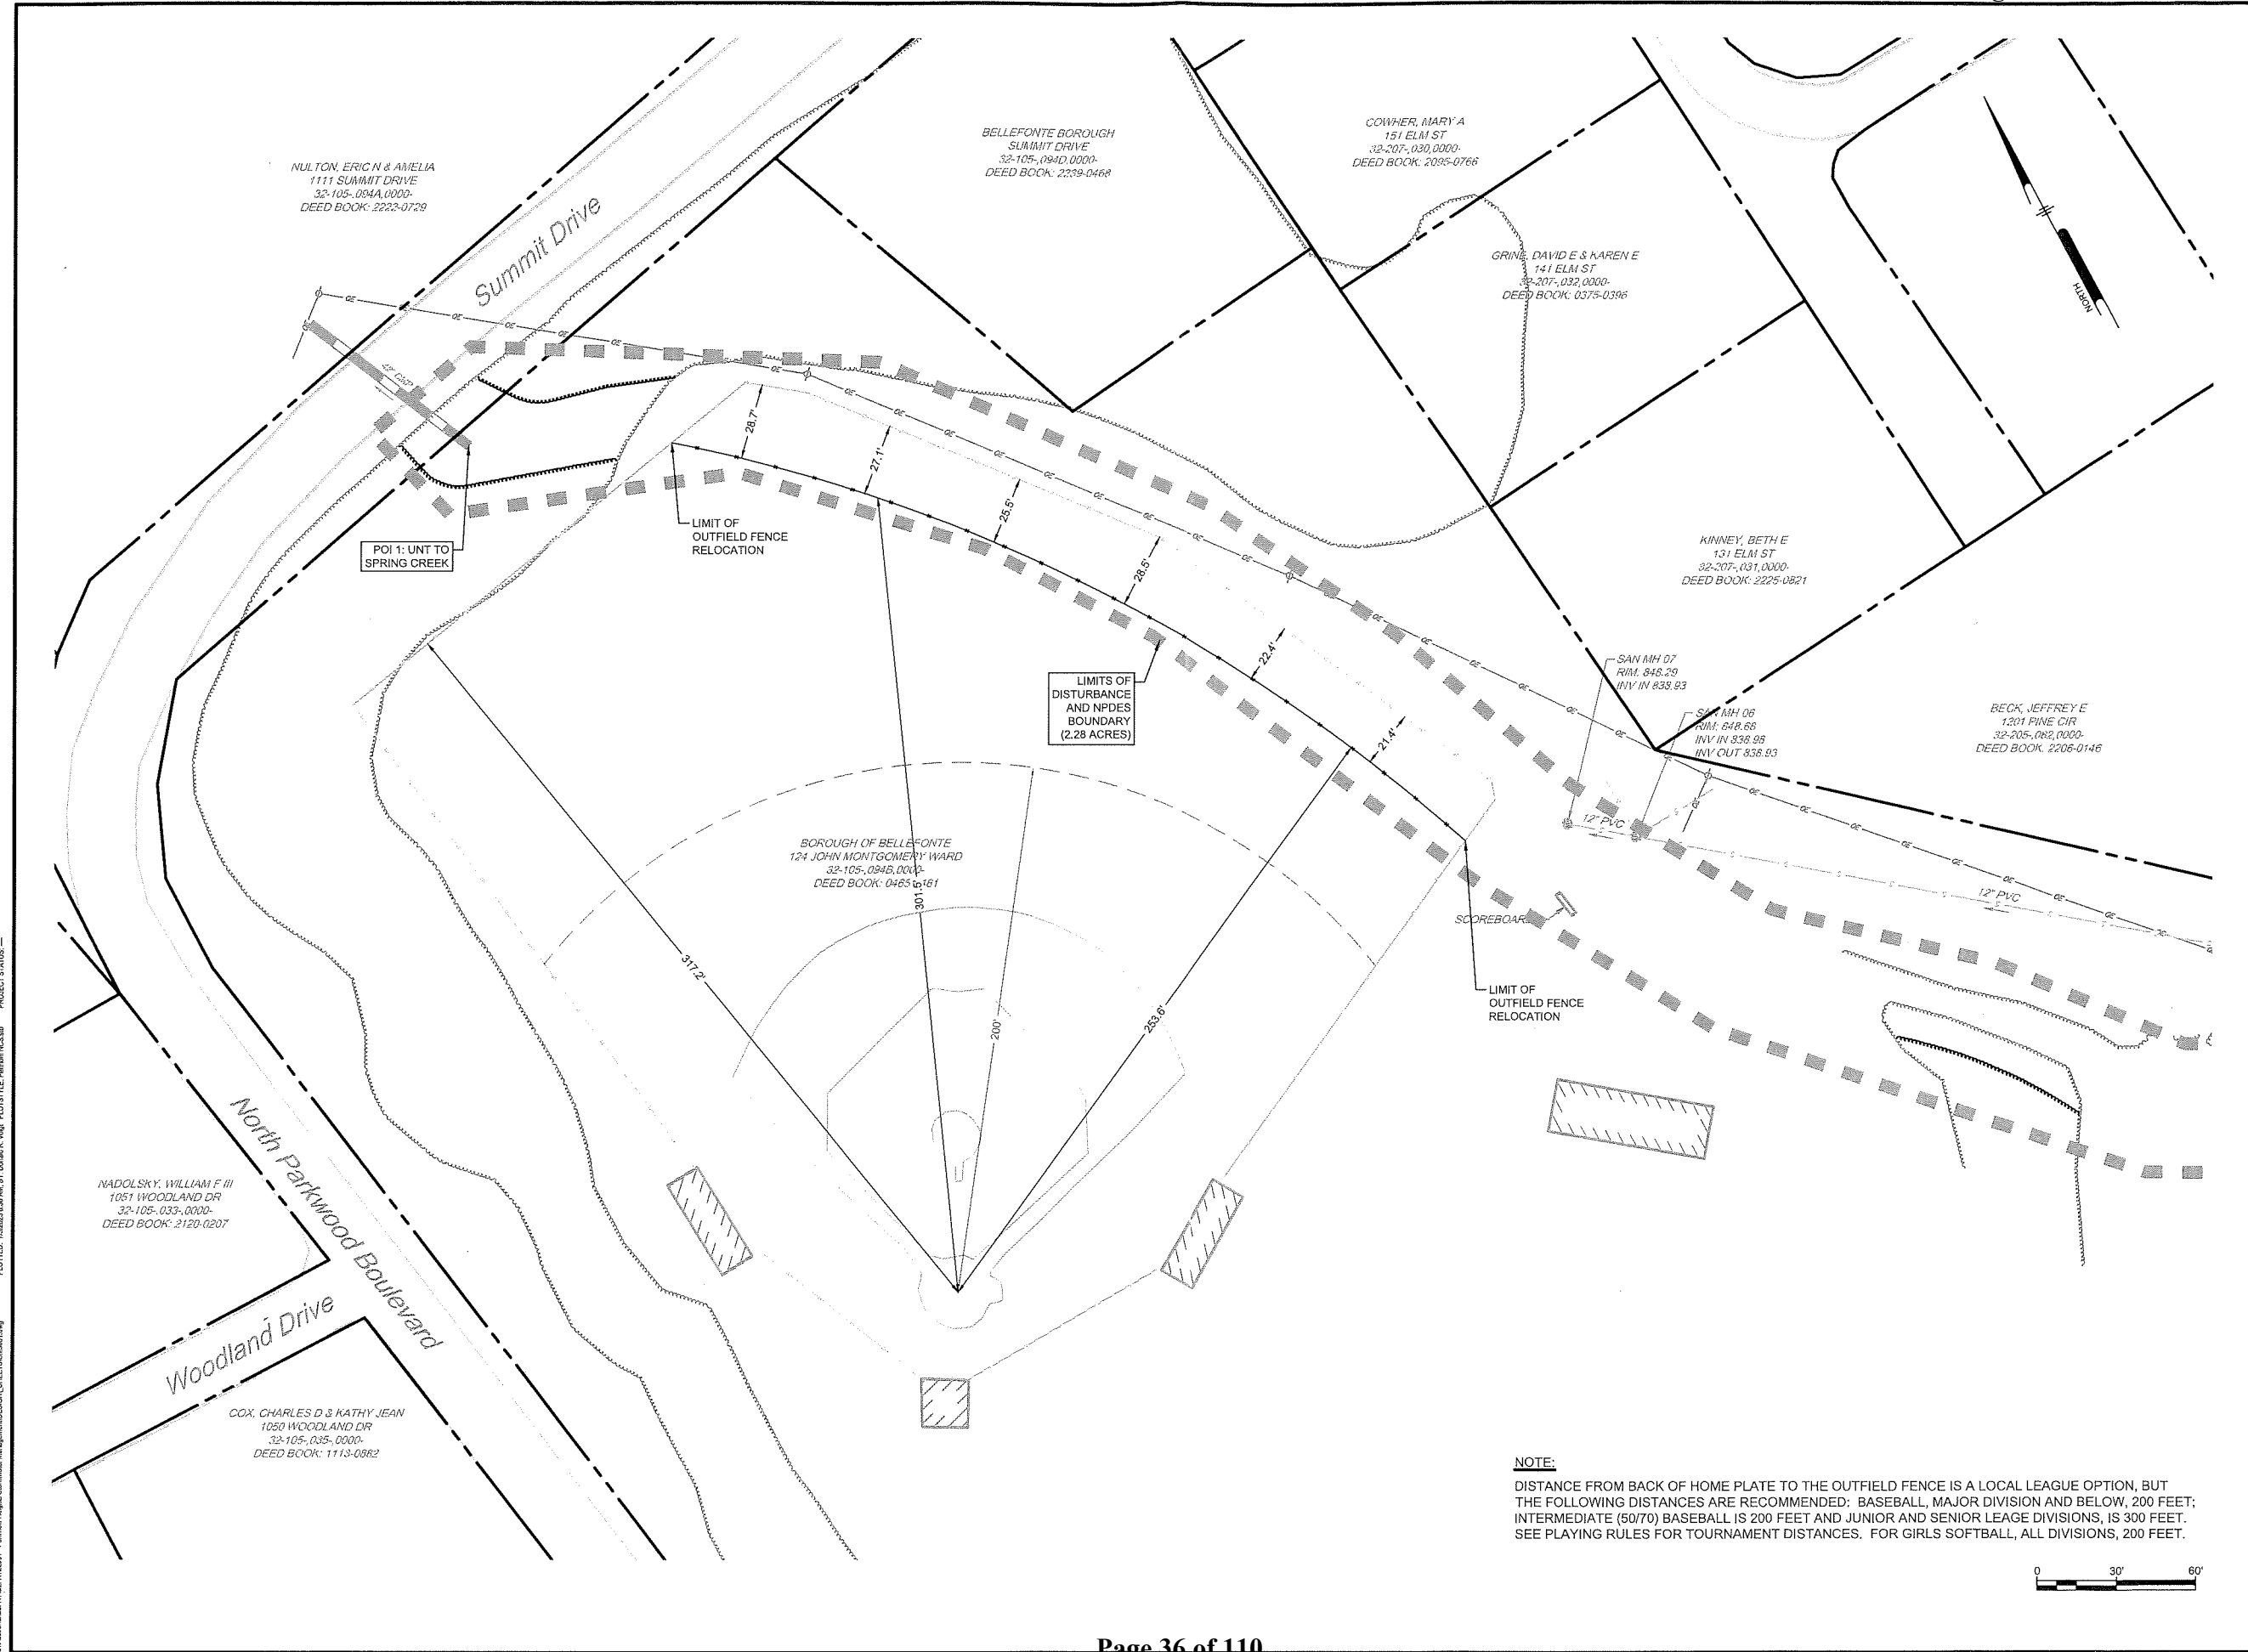 NULTON, ERIC N & AMELIA
1111 SUMMIT DRIVE
32-105-,094A,0000-
DEED BOOK: 2223-0729
Summit Drive
BELLEFONTE BOROUGH
SUMMIT DRIVE
32-105-,094D,0000-
DEED BOOK: 2239-0468
COWHER, MARY A
151 ELM ST
32-207-,030,0000-
DEED BOOK: 2095-0766
GRINE, DAVID E & KAREN E
141 ELM ST
32-207-,032,0000-
DEED BOOK: 0375-0396
NORTH
42" CMP
28.7'
27.1'
25.5'
28.5'
22.4'
21.4'
LIMIT OF
OUTFIELD FENCE
RELOCATION
POI 1: UNT TO
SPRING CREEK
KINNEY, BETH E
131 ELM ST
32-207-,031,0000-
DEED BOOK: 2225-0821
LIMITS OF
DISTURBANCE
AND NPDES
BOUNDARY
(2.28 ACRES)
SAN MH 07
RIM: 848.29
INV IN 838.93
SAN MH 06
RIM: 848.68
INV IN 838.98
INV OUT 838.93
BECK, JEFFREY E
1201 PINE CIR
32-205-,082,0000-
DEED BOOK. 2206-0146
12" PVC
12" PVC
BOROUGH OF BELLEFONTE
124 JOHN MONTGOMERY WARD
32-105-,094B,0000-
DEED BOOK: 0465
301.5'
317.2'
200'
253.6'
SCOREBOARD
LIMIT OF
OUTFIELD FENCE
RELOCATION
North Parkwood Boulevard
NADOLSKY, WILLIAM F III
1051 WOODLAND DR
32-105-,033-,0000-
DEED BOOK: 2120-0207
Woodland Drive
COX, CHARLES D & KATHY JEAN
1050 WOODLAND DR
32-105-,035-,0000-
DEED BOOK: 1113-0882
NOTE:
DISTANCE FROM BACK OF HOME PLATE TO THE OUTFIELD FENCE IS A LOCAL LEAGUE OPTION, BUT
THE FOLLOWING DISTANCES ARE RECOMMENDED: BASEBALL, MAJOR DIVISION AND BELOW, 200 FEET;
INTERMEDIATE (50/70) BASEBALL IS 200 FEET AND JUNIOR AND SENIOR LEAGE DIVISIONS, IS 300 FEET.
SEE PLAYING RULES FOR TOURNAMENT DISTANCES. FOR GIRLS SOFTBALL, ALL DIVISIONS, 200 FEET.
0 30' 60'
Page 36 of 110